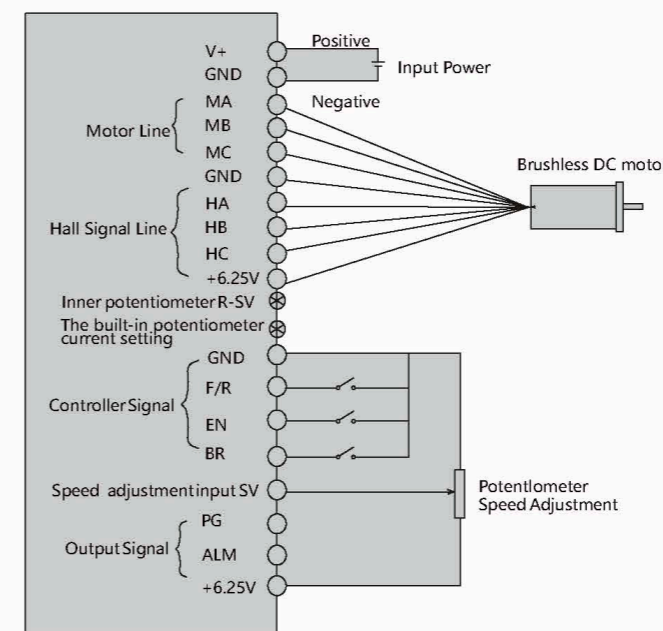 V+
Positive
GND
Input Power
MA
Negative
Motor Line
MB
MC
GND
Brushless DC moto
HA
Hall Signal Line
HB
HC
+6.25V
Inner potentiometer R-SV
The built-in potentiometer
current setting
GND
F/R
Controller Signal
EN
BR
Speed adjustment input SV
Potentlometer
Speed Adjustment
PG
Output Signal
ALM
+6.25V